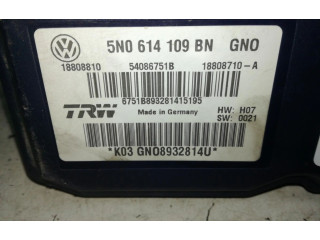 5N0 614 109 BN GNO
18808810 54086751B 18808710-A
6751B893281415195
TRW Made in Germany HW: H07
SW: 0021
*K03 GNO8932814U*